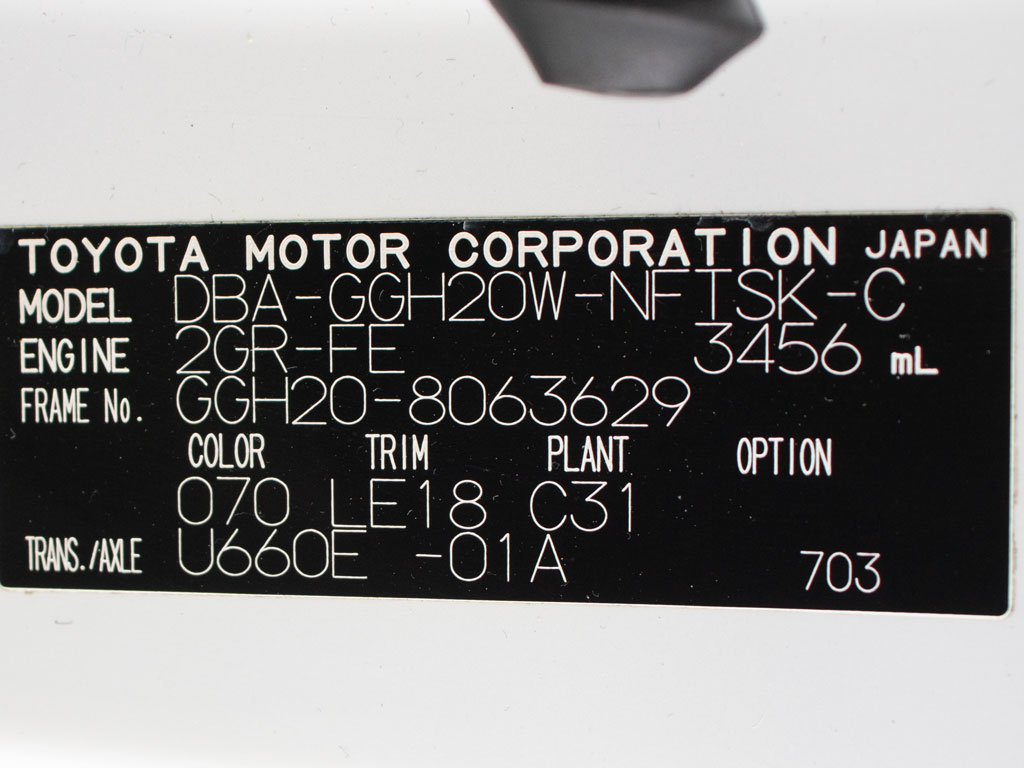 TOYOTA MOTOR CORPORATION JAPAN
MODEL DBA-GGH20W-NFTSK-C
ENGINE 2GR-FE 3456 mL
FRAME No. GGH20-8063629
COLOR TRIM PLANT OPTION
070 LE18 C31
TRANS./AXLE U660E -01A 703